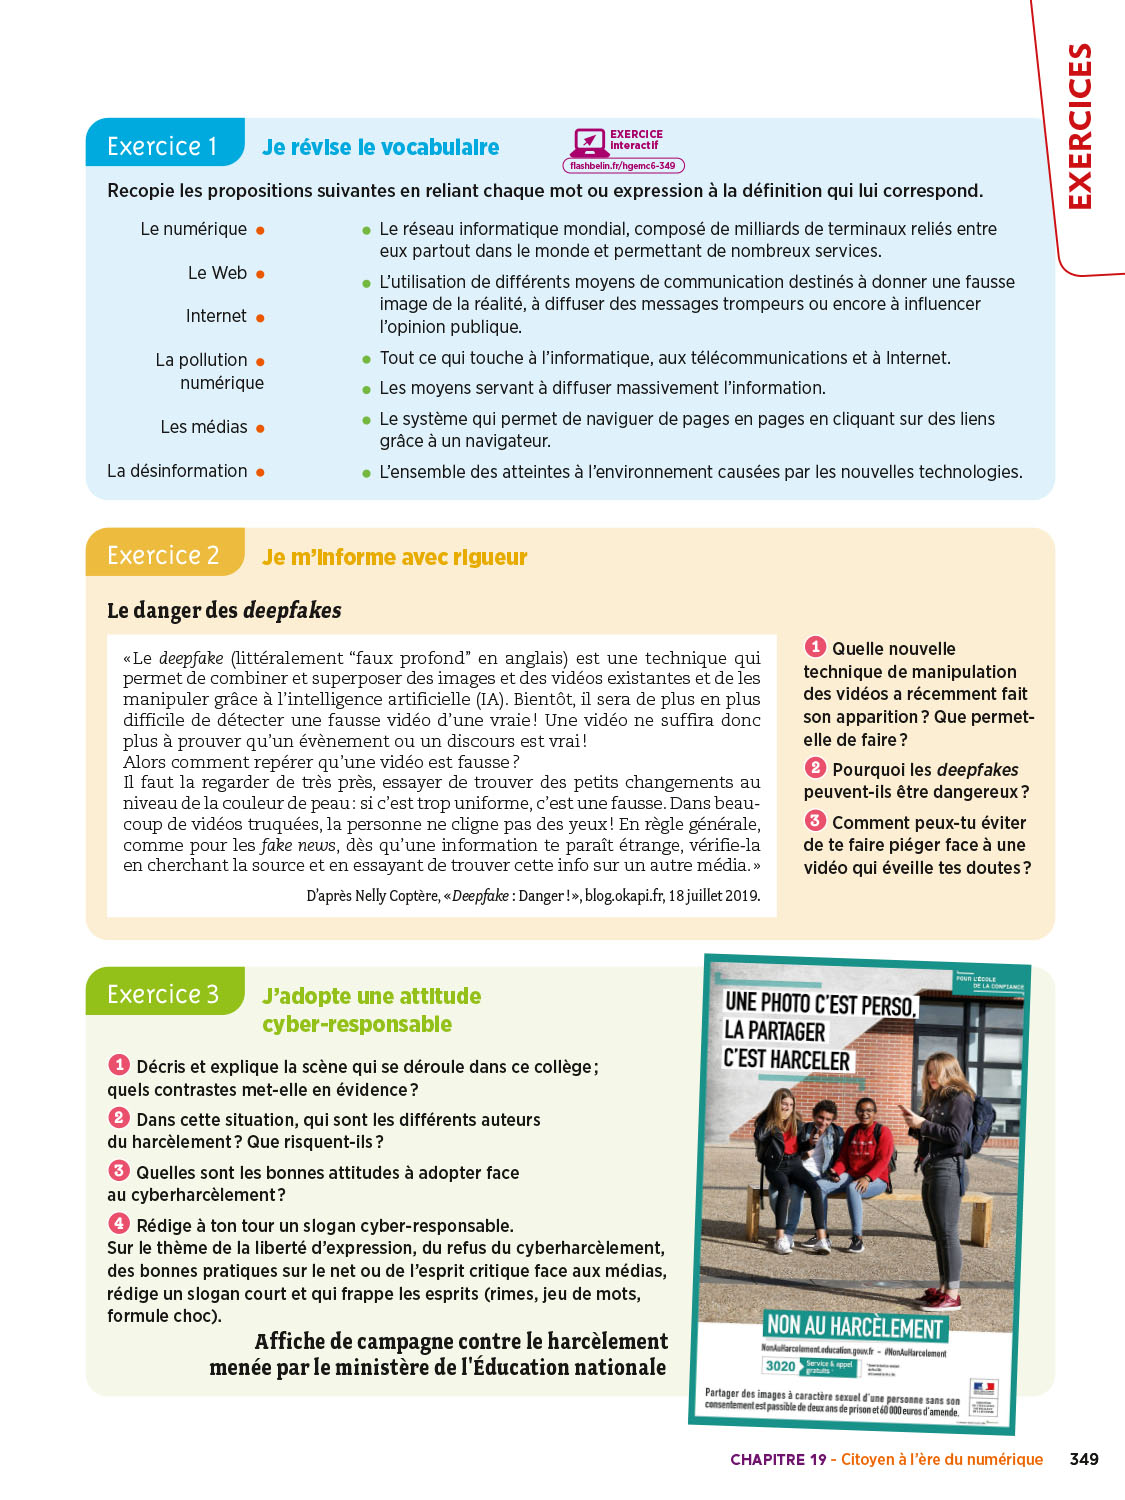 EXERCICES
Exercice 1
Je révise le vocabulaire
EXERCICE
interactif
flashbelin.fr/hgemc6-349
Recopie les propositions suivantes en reliant chaque mot ou expression à la définition qui lui correspond.
Le numérique
Le Web
Internet
La pollution
numérique
Les médias
La désinformation
Le réseau informatique mondial, composé de milliards de terminaux reliés entre
eux partout dans le monde et permettant de nombreux services.
L'utilisation de différents moyens de communication destinés à donner une fausse
image de la réalité, à diffuser des messages trompeurs ou encore à influencer
l'opinion publique.
Tout ce qui touche à l'informatique, aux télécommunications et à Internet.
Les moyens servant à diffuser massivement l'information.
Le système qui permet de naviguer de pages en pages en cliquant sur des liens
grâce à un navigateur.
L'ensemble des atteintes à l'environnement causées par les nouvelles technologies.
Exercice 2
Je m'informe avec rigueur
Le danger des deepfakes
« Le deepfake (littéralement “faux profond” en anglais) est une technique qui
permet de combiner et superposer des images et des vidéos existantes et de les
manipuler grâce à l'intelligence artificielle (IA). Bientôt, il sera de plus en plus
difficile de détecter une fausse vidéo d'une vraie ! Une vidéo ne suffira donc
plus à prouver qu'un évènement ou un discours est vrai !
Alors comment repérer qu'une vidéo est fausse ?
Il faut la regarder de très près, essayer de trouver des petits changements au
niveau de la couleur de peau : si c'est trop uniforme, c'est une fausse. Dans beau-
coup de vidéos truquées, la personne ne cligne pas des yeux ! En règle générale,
comme pour les fake news, dès qu'une information te paraît étrange, vérifie-la
en cherchant la source et en essayant de trouver cette info sur un autre média. »
D'après Nelly Coptère, « Deepfake : Danger ! », blog.okapi.fr, 18 juillet 2019.
1 Quelle nouvelle
technique de manipulation
des vidéos a récemment fait
son apparition ? Que permet-
elle de faire ?
2 Pourquoi les deepfakes
peuvent-ils être dangereux ?
3 Comment peux-tu éviter
de te faire piéger face à une
vidéo qui éveille tes doutes ?
Exercice 3
J'adopte une attitude
cyber-responsable
1 Décris et explique la scène qui se déroule dans ce collège ;
quels contrastes met-elle en évidence ?
2 Dans cette situation, qui sont les différents auteurs
du harcèlement ? Que risquent-ils ?
3 Quelles sont les bonnes attitudes à adopter face
au cyberharcèlement ?
4 Rédige à ton tour un slogan cyber-responsable.
Sur le thème de la liberté d'expression, du refus du cyberharcèlement,
des bonnes pratiques sur le net ou de l'esprit critique face aux médias,
rédige un slogan court et qui frappe les esprits (rimes, jeu de mots,
formule choc).
Affiche de campagne contre le harcèlement
menée par le ministère de l'Éducation nationale
POUR L'ÉCOLE
DE LA CONFIANCE
UNE PHOTO C'EST PERSO,
LA PARTAGER
C'EST HARCELER
NON AU HARCÈLEMENT
NonAuHarcelement.education.gouv.fr - #NonAuHarcelement
3020 Service & appel
gratuits
Partager des images à caractère sexuel d'une personne sans son
consentement est passible de deux ans de prison et 60 000 euros d'amende.
CHAPITRE 19 - Citoyen à l'ère du numérique 349